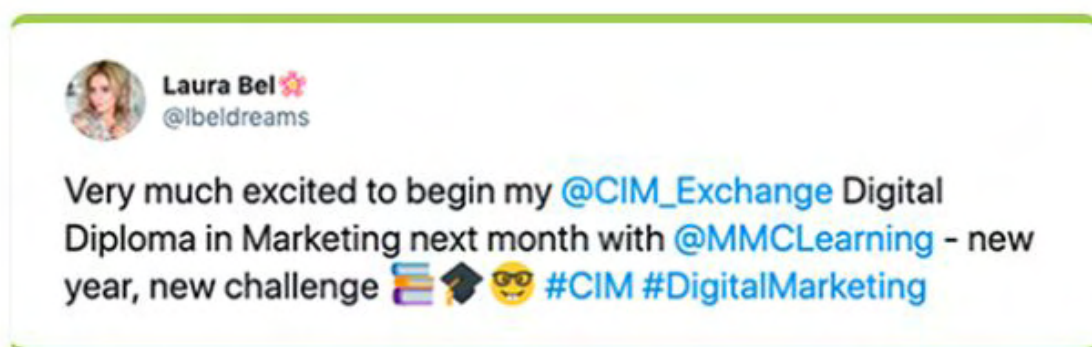 Laura Bel🌸
@lbeldreams
Very much excited to begin my @CIM_Exchange Digital
Diploma in Marketing next month with @MMCLearning - new
year, new challenge 📚🎓🤓 #CIM #DigitalMarketing